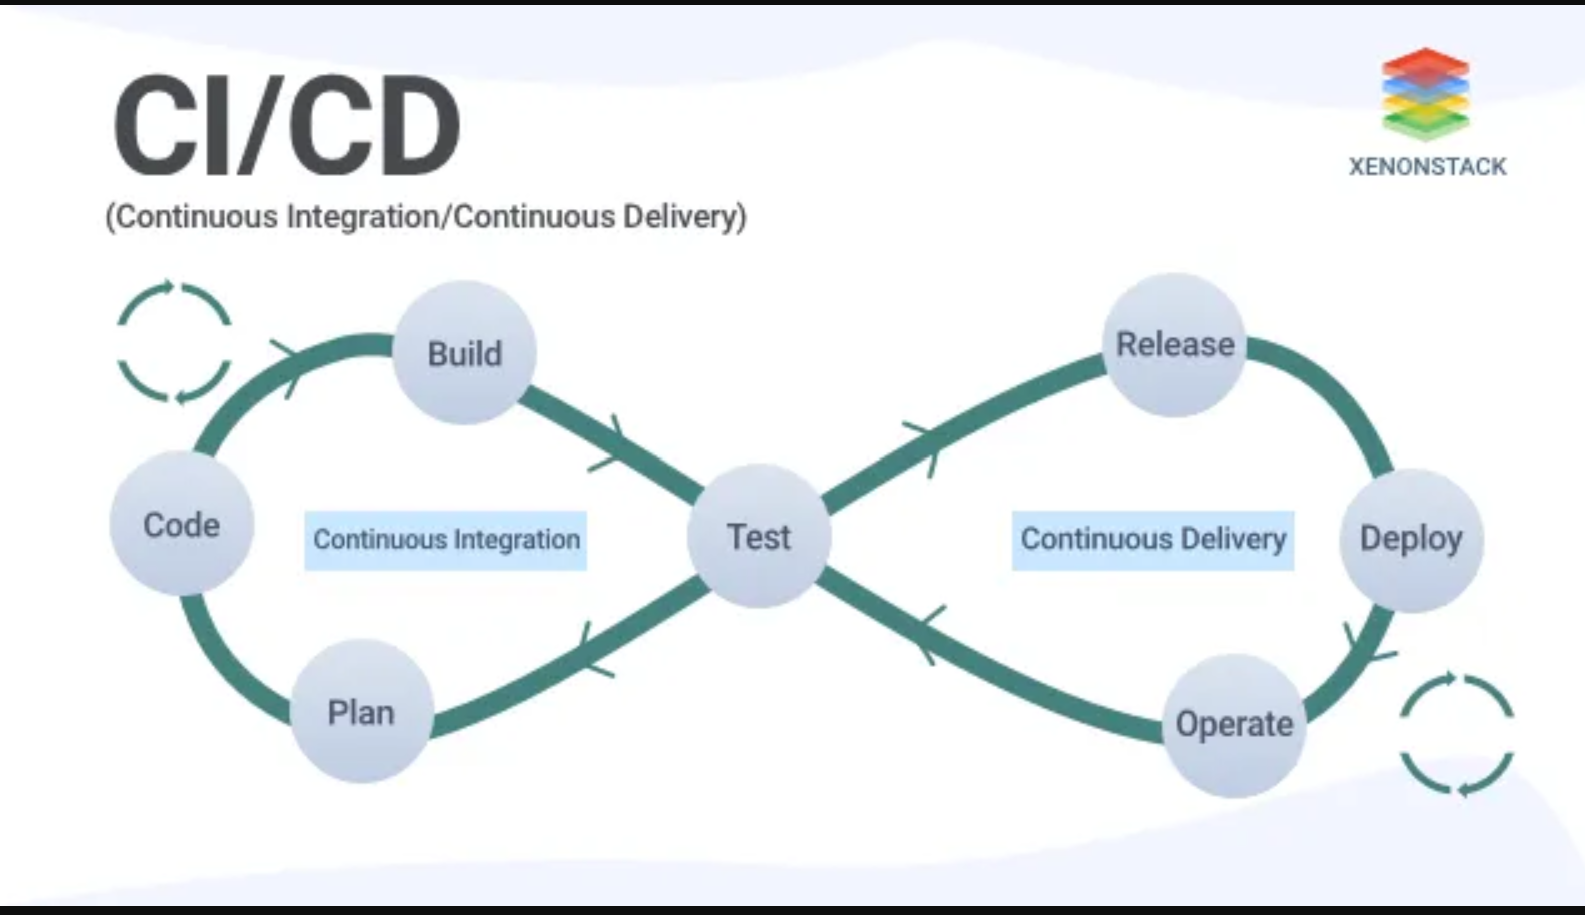 CI/CD
XENONSTACK
(Continuous Integration/Continuous Delivery)
Build
Release
Code
Continuous Integration
Test
Continuous Delivery
Deploy
Plan
Operate